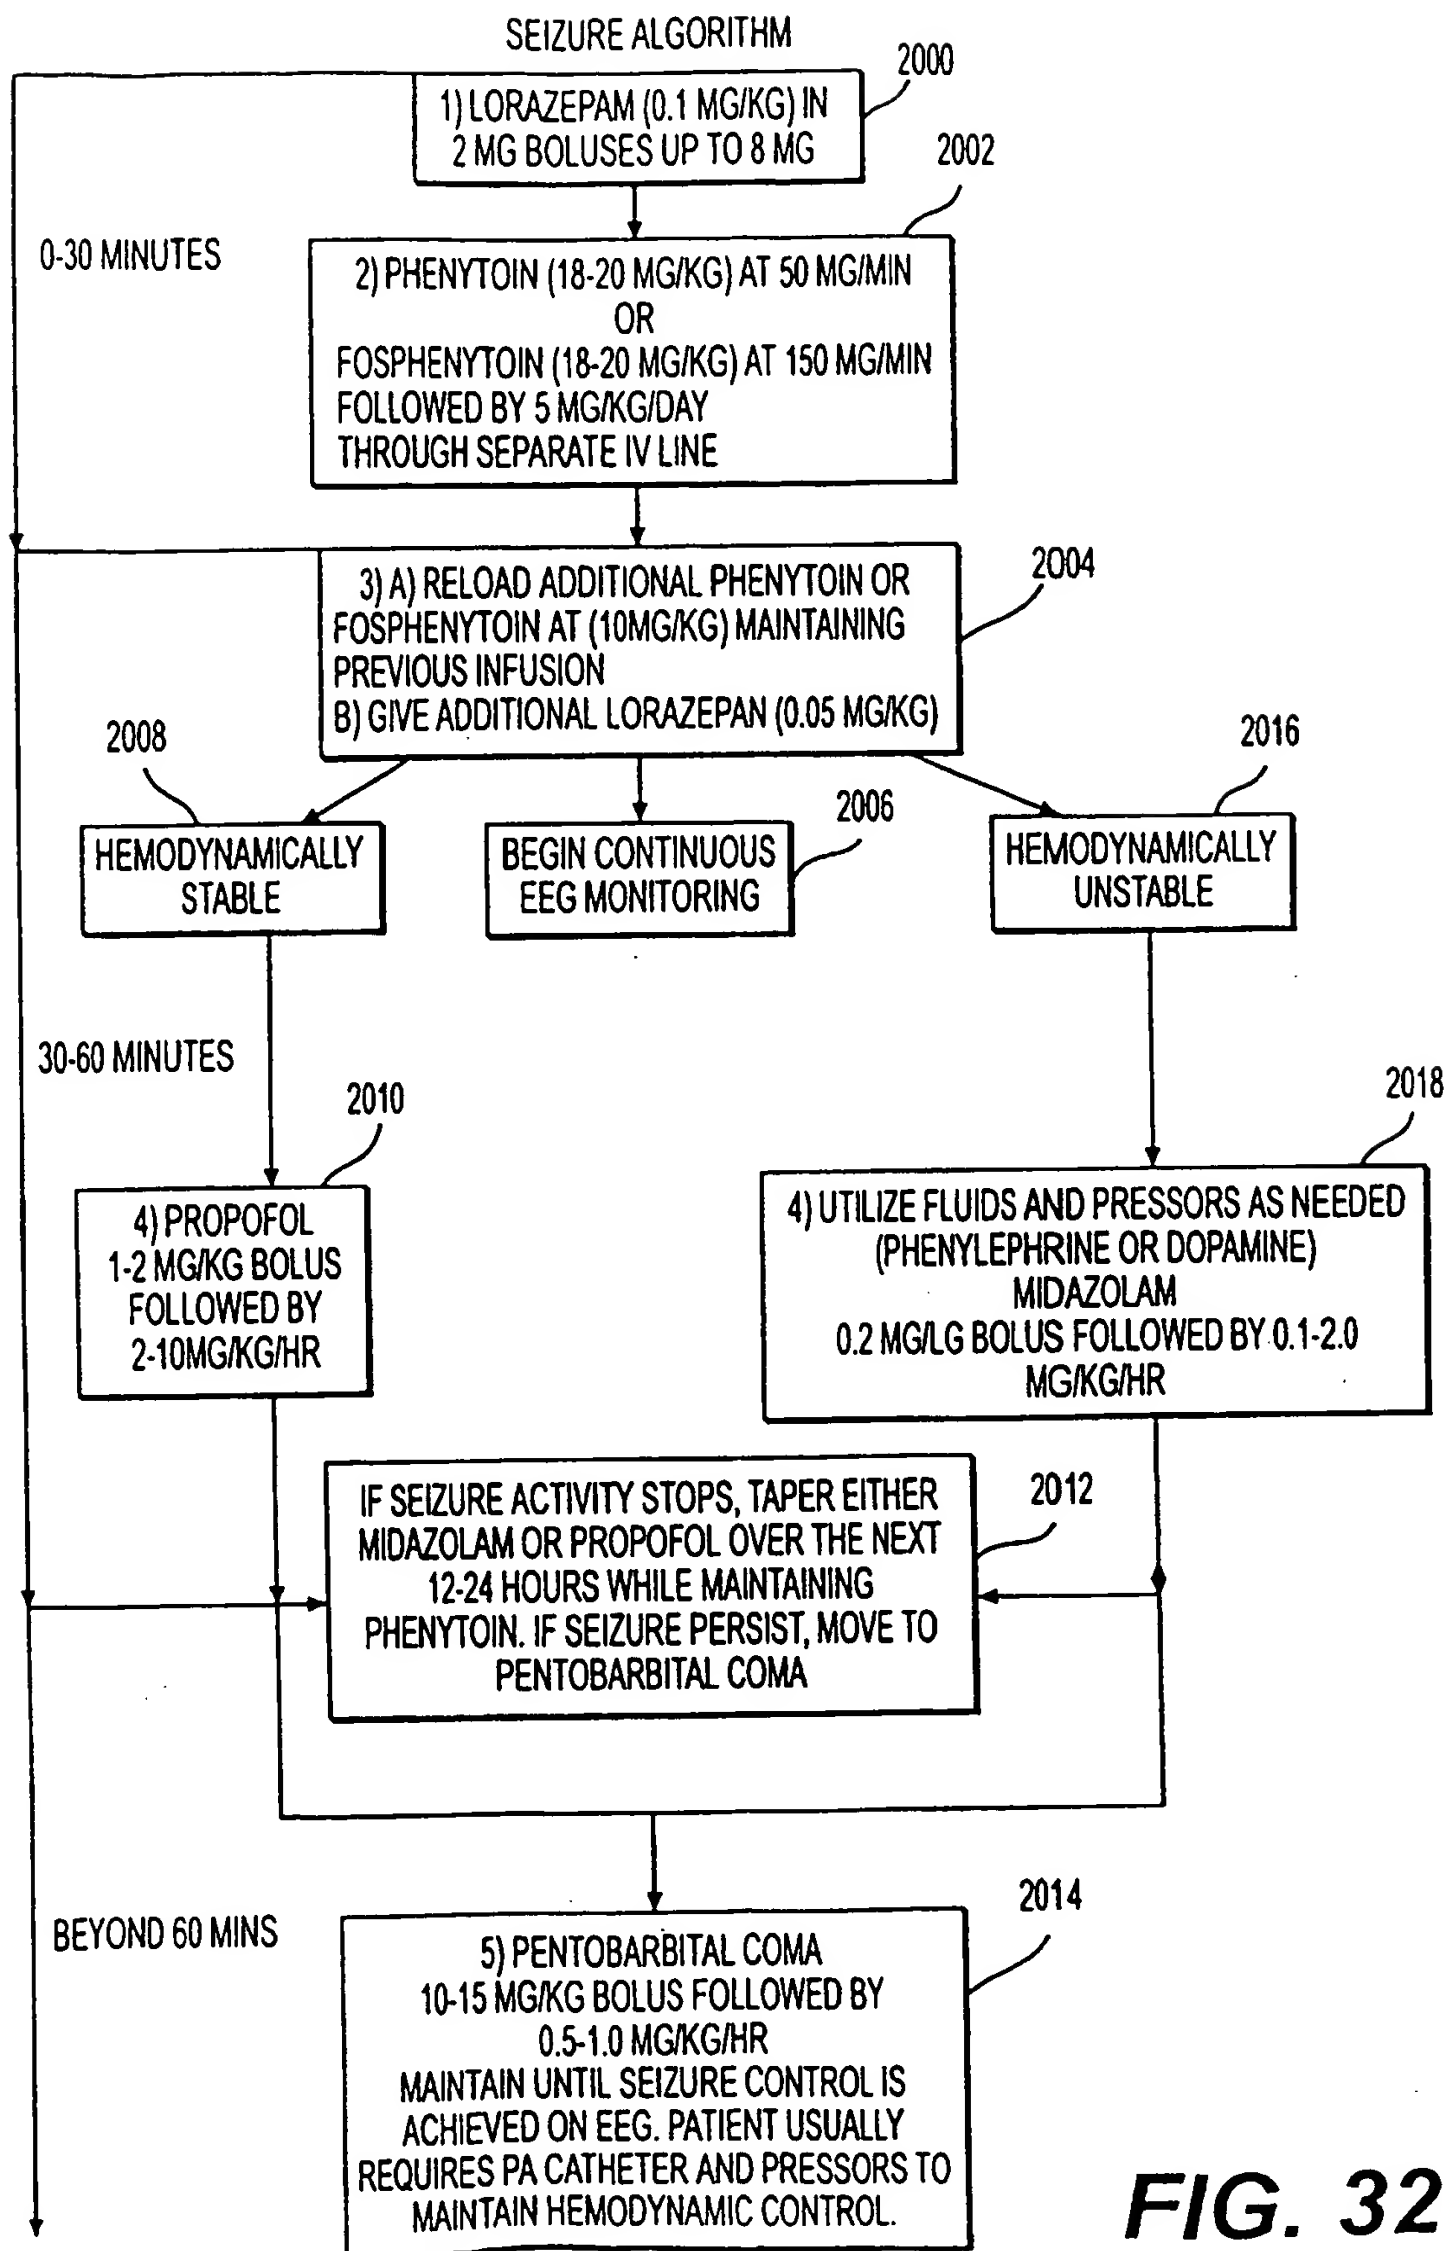 SEIZURE ALGORITHM
2000
1) LORAZEPAM (0.1 MG/KG) IN
2 MG BOLUSES UP TO 8 MG
2002
0-30 MINUTES
2) PHENYTOIN (18-20 MG/KG) AT 50 MG/MIN
OR
FOSPHENYTOIN (18-20 MG/KG) AT 150 MG/MIN
FOLLOWED BY 5 MG/KG/DAY
THROUGH SEPARATE IV LINE
2004
3) A) RELOAD ADDITIONAL PHENYTOIN OR
FOSPHENYTOIN AT (10MG/KG) MAINTAINING
PREVIOUS INFUSION
B) GIVE ADDITIONAL LORAZEPAN (0.05 MG/KG)
2008
HEMODYNAMICALLY
STABLE
2006
BEGIN CONTINUOUS
EEG MONITORING
2016
HEMODYNAMICALLY
UNSTABLE
30-60 MINUTES
2010
4) PROPOFOL
1-2 MG/KG BOLUS
FOLLOWED BY
2-10MG/KG/HR
2018
4) UTILIZE FLUIDS AND PRESSORS AS NEEDED
(PHENYLEPHRINE OR DOPAMINE)
MIDAZOLAM
0.2 MG/LG BOLUS FOLLOWED BY 0.1-2.0
MG/KG/HR
2012
IF SEIZURE ACTIVITY STOPS, TAPER EITHER
MIDAZOLAM OR PROPOFOL OVER THE NEXT
12-24 HOURS WHILE MAINTAINING
PHENYTOIN. IF SEIZURE PERSIST, MOVE TO
PENTOBARBITAL COMA
BEYOND 60 MINS
2014
5) PENTOBARBITAL COMA
10-15 MG/KG BOLUS FOLLOWED BY
0.5-1.0 MG/KG/HR
MAINTAIN UNTIL SEIZURE CONTROL IS
ACHIEVED ON EEG. PATIENT USUALLY
REQUIRES PA CATHETER AND PRESSORS TO
MAINTAIN HEMODYNAMIC CONTROL.
FIG. 32